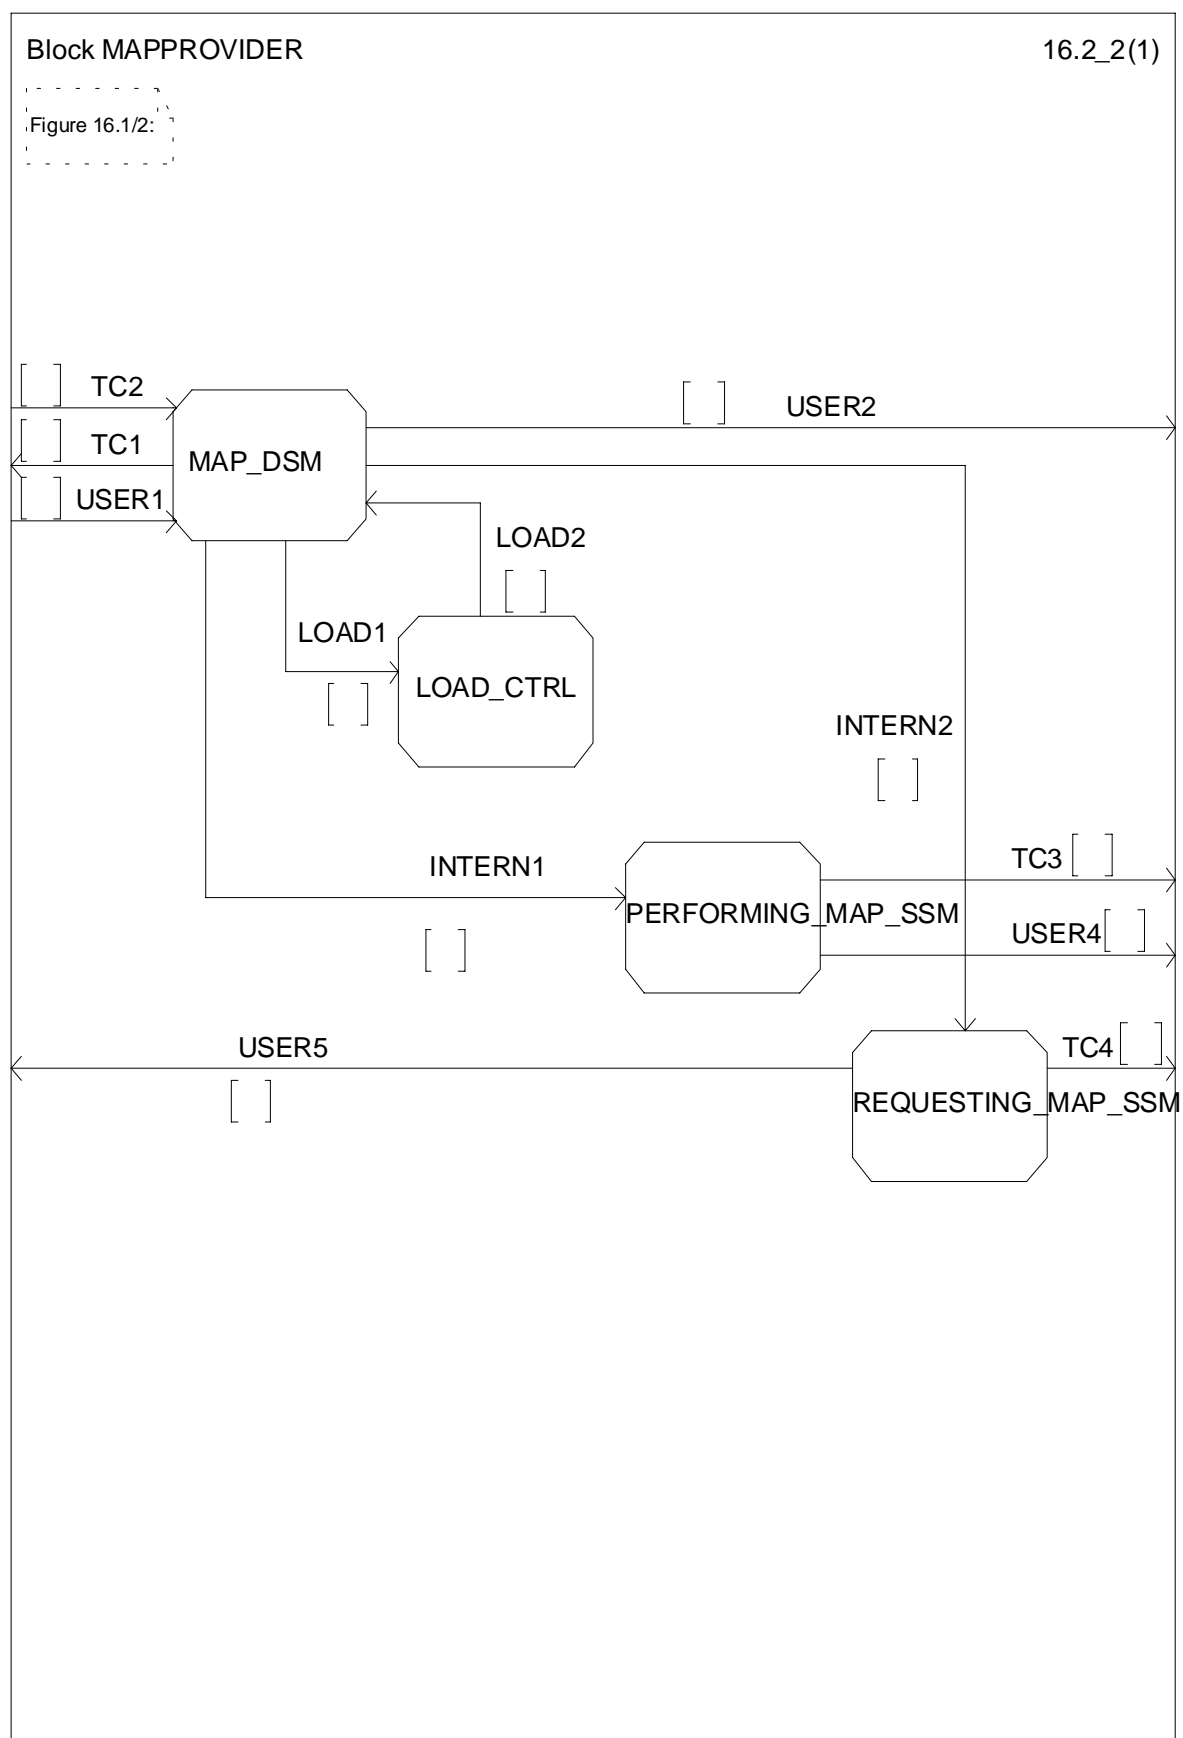 Block MAPPROVIDER
16.2_2(1)
Figure 16.1/2:
TC2
USER2
TC1
MAP_DSM
USER1
LOAD2
LOAD1
LOAD_CTRL
INTERN2
INTERN1
TC3
PERFORMING_MAP_SSM
USER4
USER5
TC4
REQUESTING_MAP_SSM